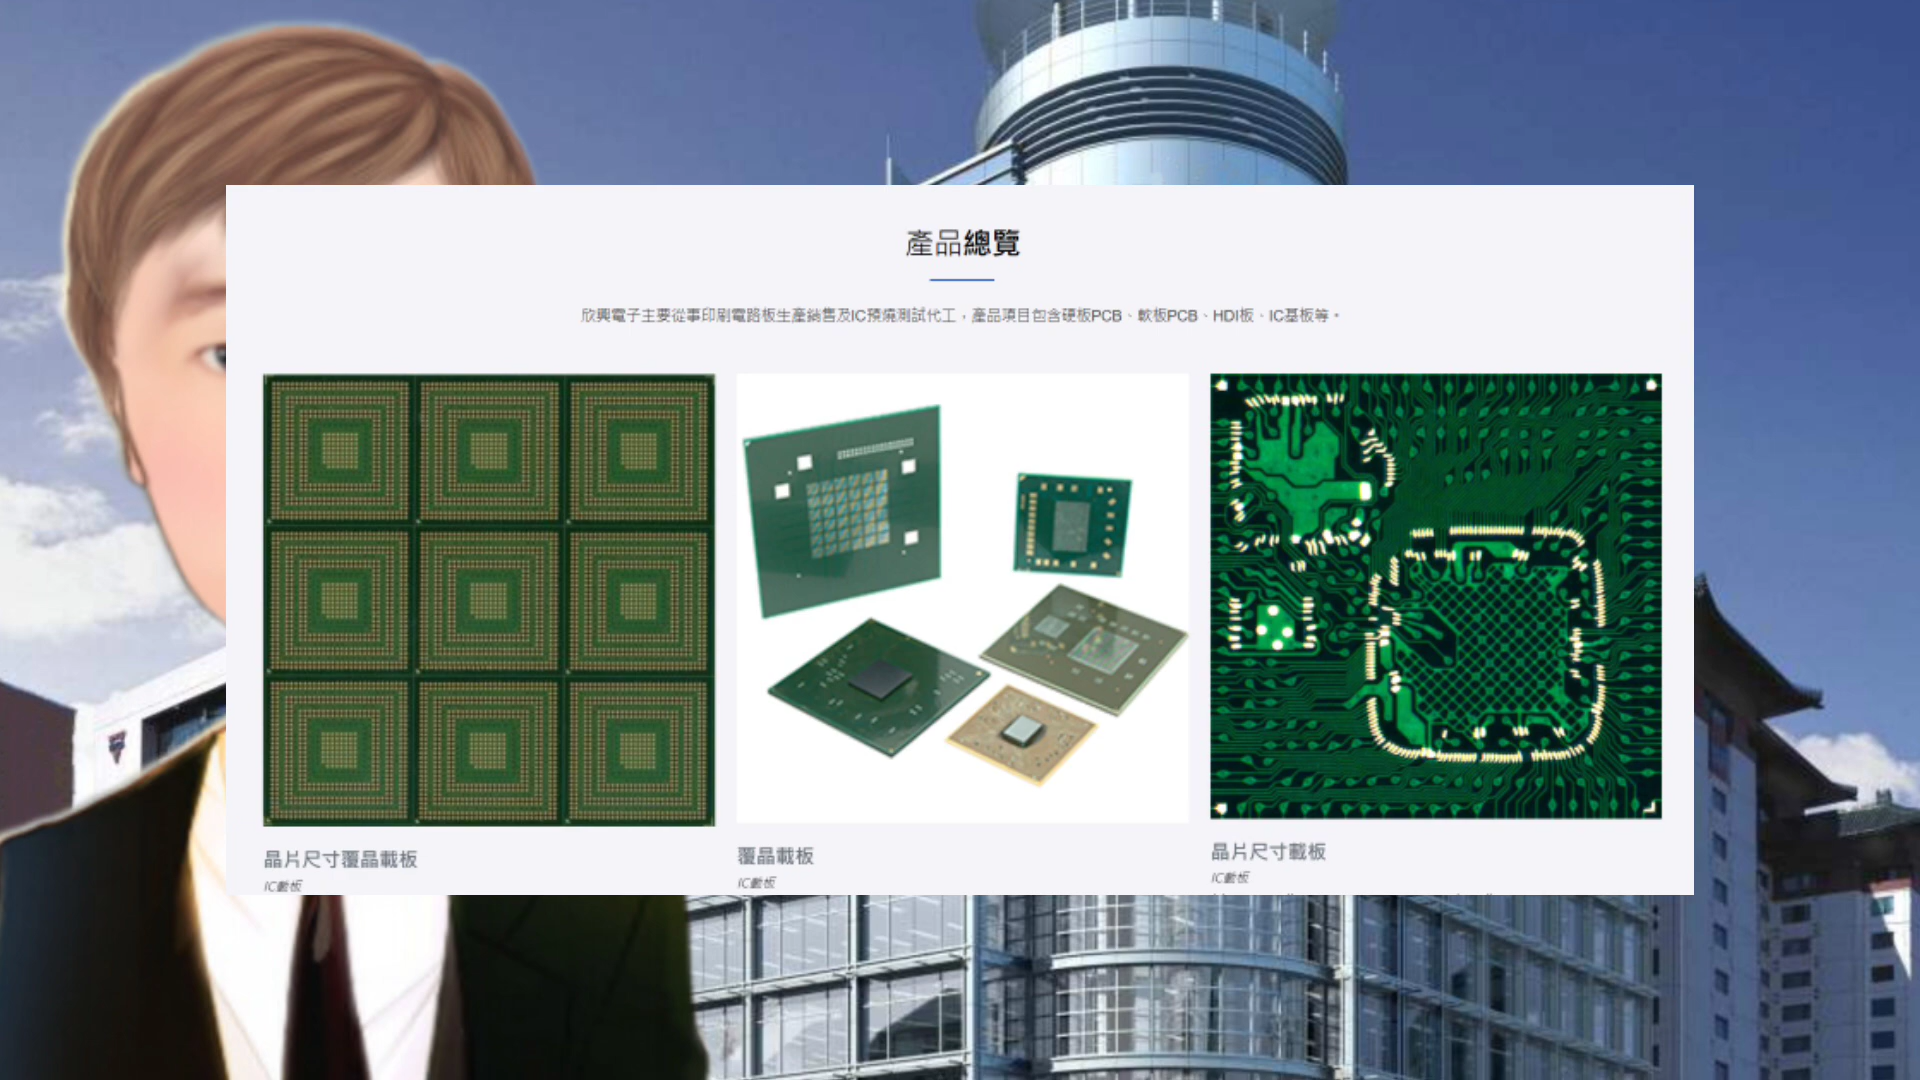 產品總覽
欣興電子主要從事印刷電路板生產銷售及IC預燒測試代工，產品項目包含硬板PCB、軟板PCB、HDI板、IC基板等。
晶片尺寸覆晶載板
IC載板
覆晶載板
IC載板
晶片尺寸載板
IC載板